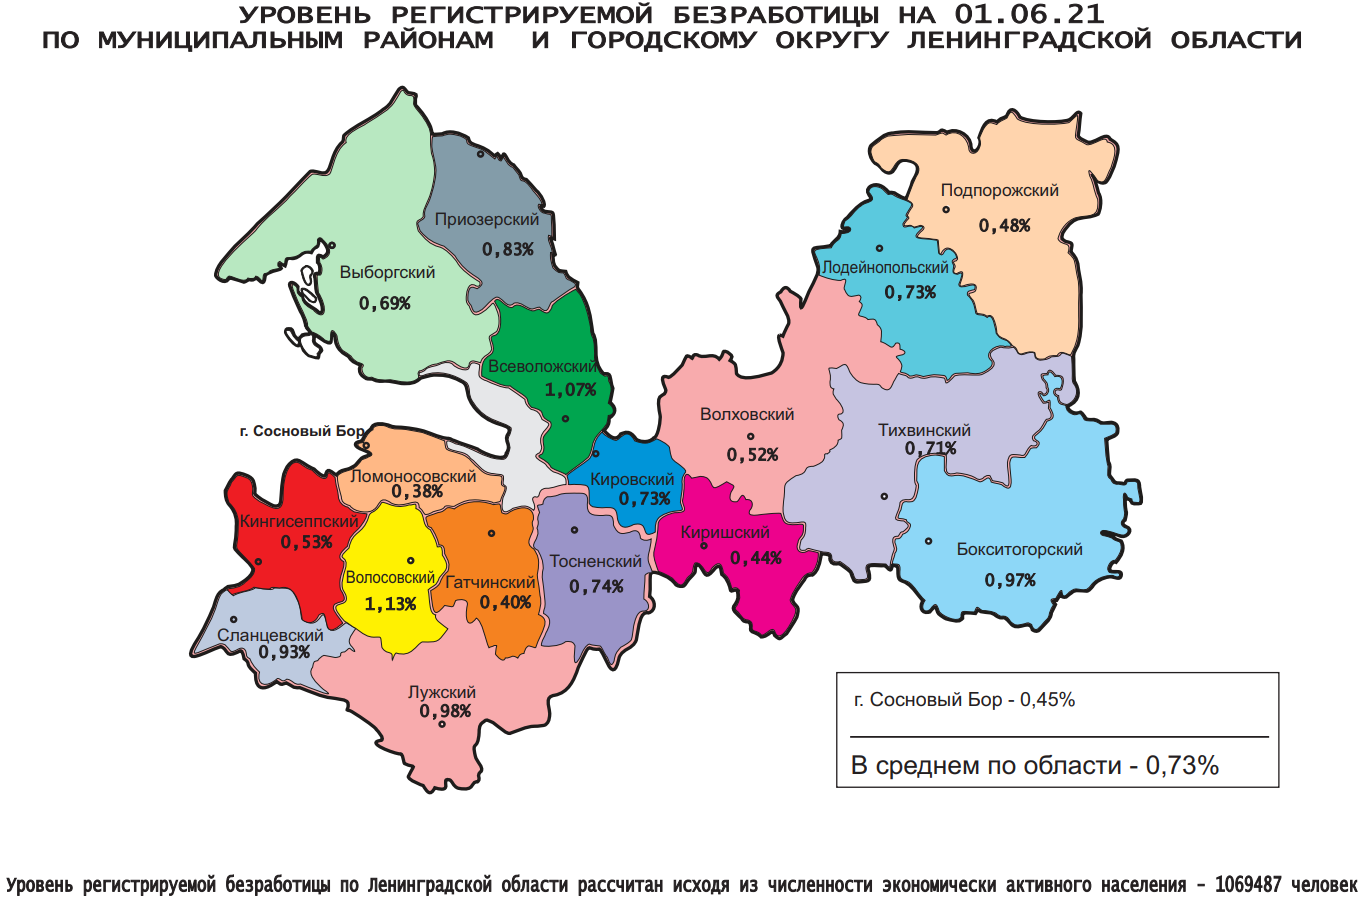 УРОВЕНЬ РЕГИСТРИРУЕМОЙ БЕЗРАБОТИЦЫ НА 01.06.21
ПО МУНИЦИПАЛЬНЫМ РАЙОНАМ И ГОРОДСКОМУ ОКРУГУ ЛЕНИНГРАДСКОЙ ОБЛАСТИ
Подпорожский
0,48%
Приозерский
0,83%
Выборгский
0,69%
Лодейнопольский
0,73%
Всеволожский
1,07%
Волховский
0,52%
Тихвинский
0,71%
г. Сосновый Бор
Ломоносовский
0,38%
Кировский
0,73%
Кингисеппский
0,53%
Киришский
0,44%
Бокситогорский
0,97%
Волосовский
1,13%
Гатчинский
0,40%
Тосненский
0,74%
Сланцевский
0,93%
Лужский
0,98%
г. Сосновый Бор - 0,45%
В среднем по области - 0,73%
Уровень регистрируемой безработицы по Ленинградской области рассчитан исходя из численности экономически активного населения - 1069487 человек